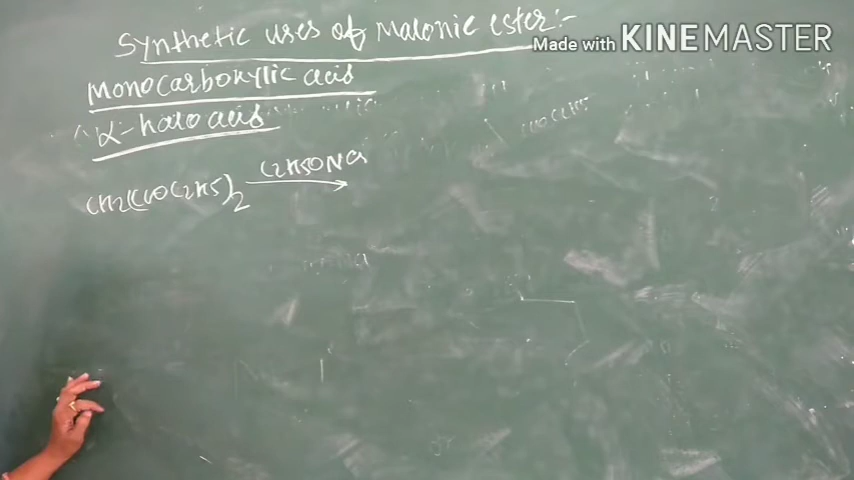 Synthetic uses of Malonic ester:-
Made with KINEMASTER
Monocarboxylic acid
α-halo acid
CH2(COOC2H5)2 C2H5ONa